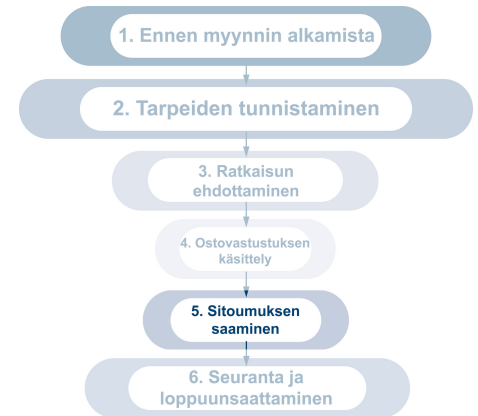 1. Ennen myynnin alkamista
2. Tarpeiden tunnistaminen
3. Ratkaisun
ehdottaminen
4. Ostovastustuksen
käsittely
5. Sitoumuksen
saaminen
6. Seuranta ja
loppuunsaattaminen